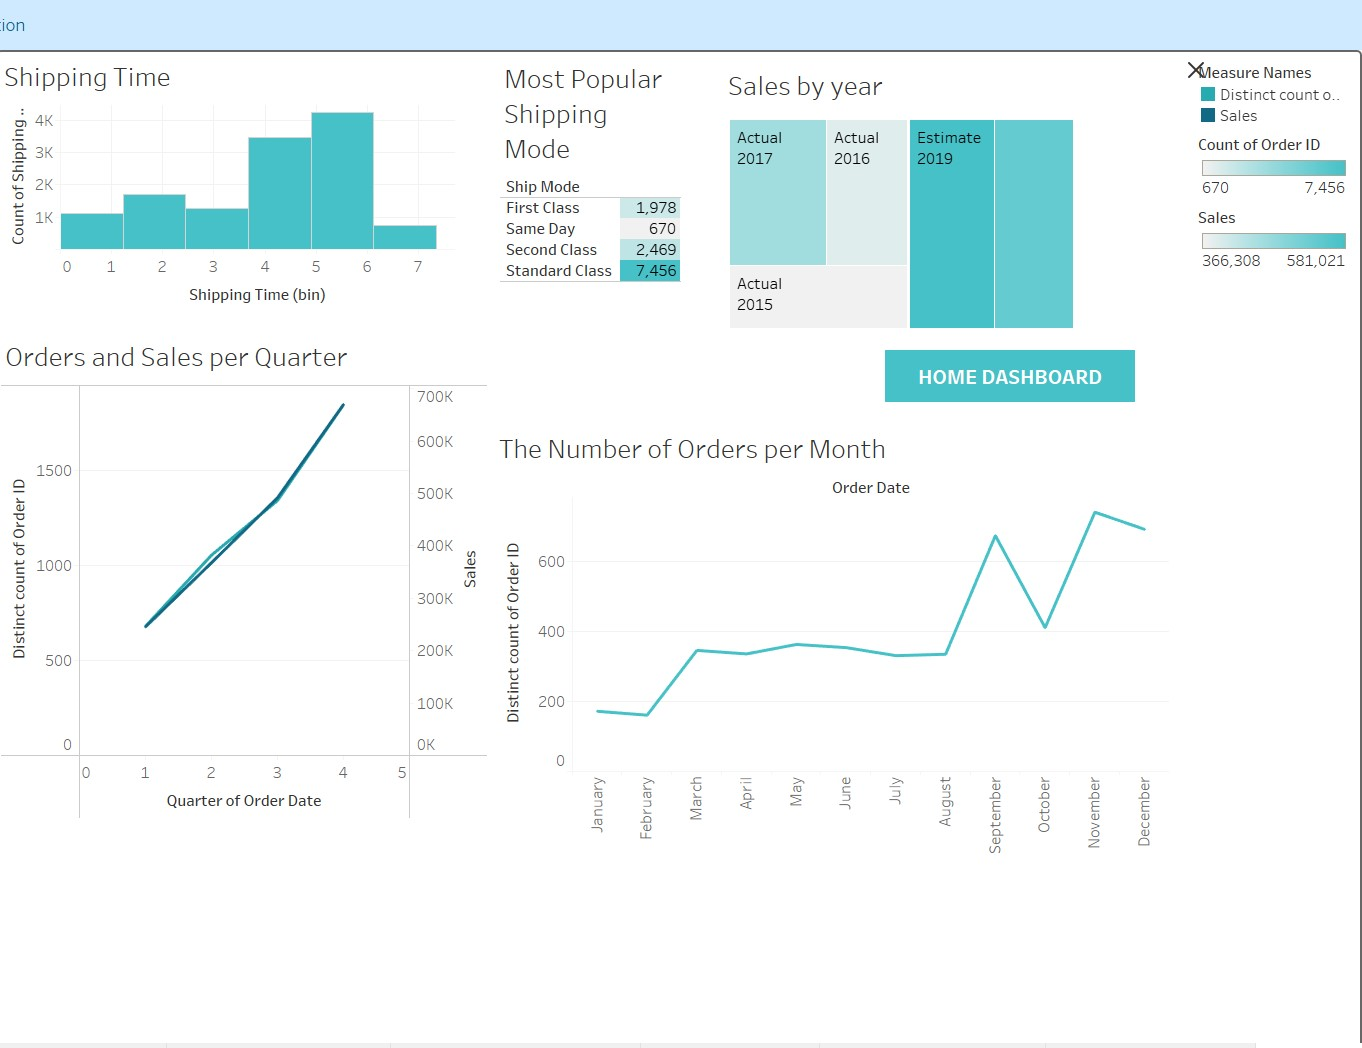 ion
Shipping Time
Count of Shipping ..
4K
3K
2K
1K
0 1 2 3 4 5 6 7
Shipping Time (bin)
Most Popular
Shipping
Mode
Ship Mode
First Class 1,978
Same Day 670
Second Class 2,469
Standard Class 7,456
Sales by year
Actual
2017
Actual
2016
Estimate
2019
Actual
2015
Measure Names
Distinct count o..
Sales
Count of Order ID
670 7,456
Sales
366,308 581,021
HOME DASHBOARD
Orders and Sales per Quarter
Distinct count of Order ID
1500
1000
500
0
700K
600K
500K
400K
300K
200K
100K
0K
Sales
0 1 2 3 4 5
Quarter of Order Date
The Number of Orders per Month
Order Date
Distinct count of Order ID
600
400
200
0
January
February
March
April
May
June
July
August
September
October
November
December